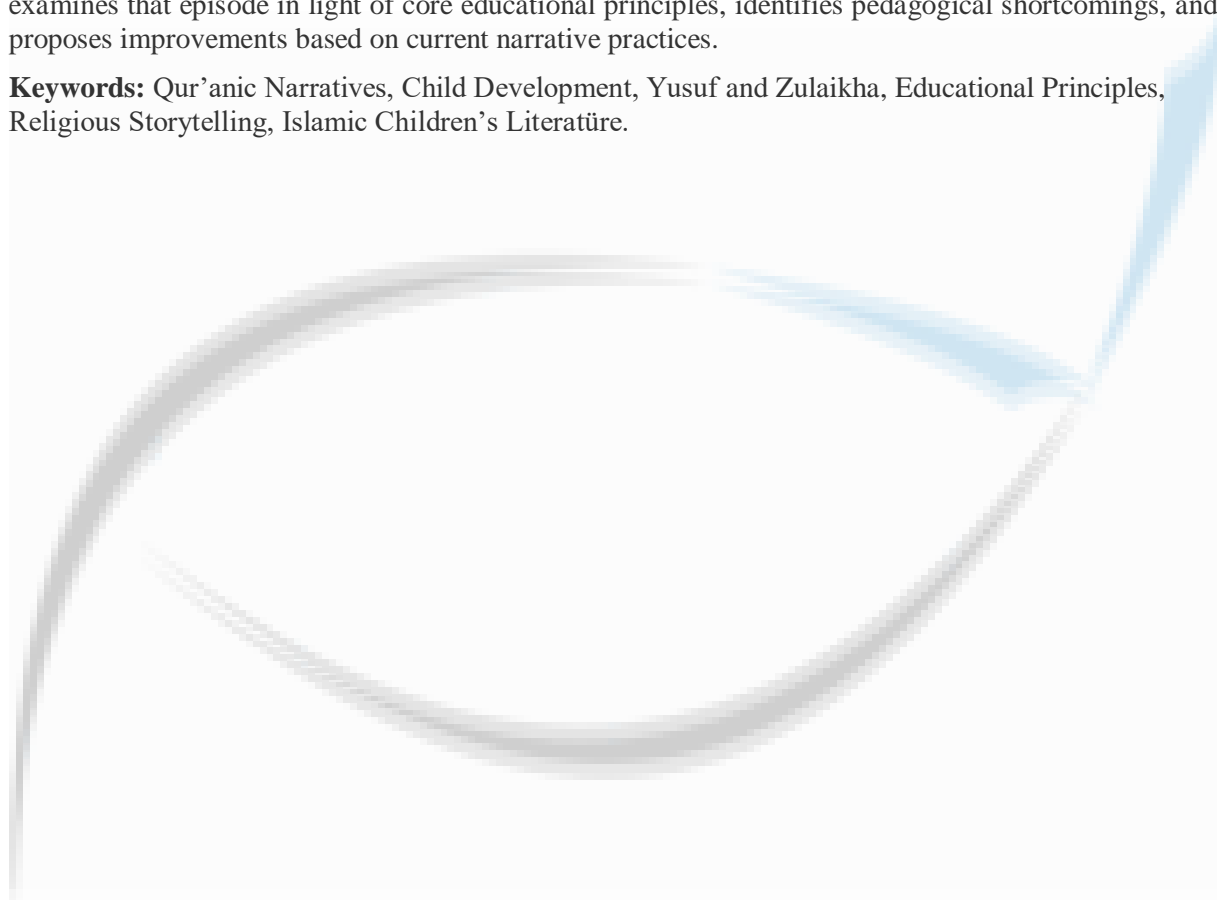 examines that episode in light of core educational principles, identifies pedagogical shortcomings, and
proposes improvements based on current narrative practices.
Keywords: Qur’anic Narratives, Child Development, Yusuf and Zulaikha, Educational Principles,
Religious Storytelling, Islamic Children’s Literatüre.